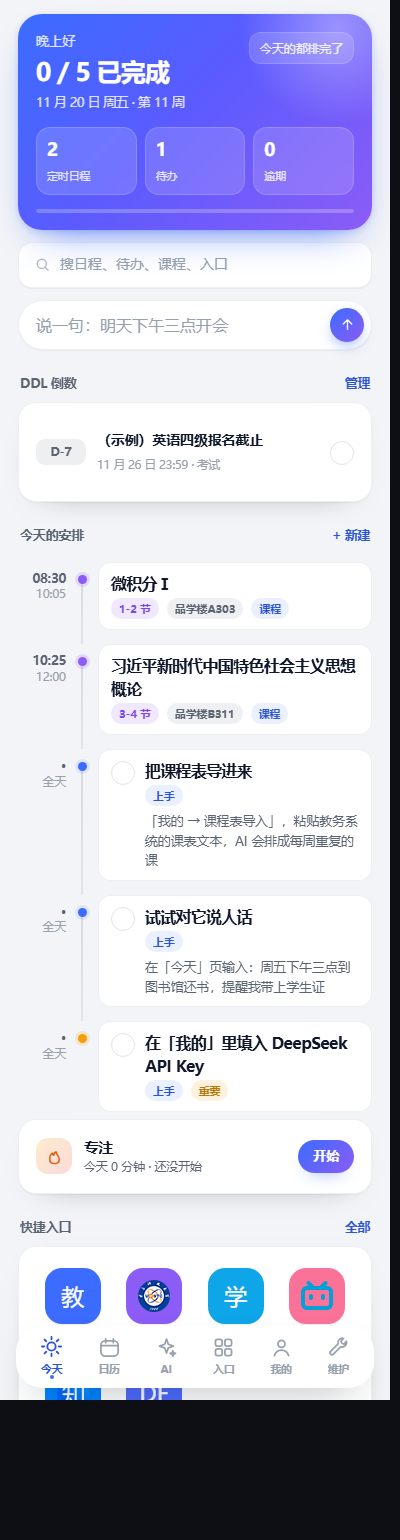 晚上好
今天的都排完了
0 / 5 已完成
11 月 20 日 周五 · 第 11 周
2
定时日程
1
待办
0
逾期
搜日程、待办、课程、入口
说一句：明天下午三点开会
DDL 倒数
管理
D-7
（示例）英语四级报名截止
11 月 26 日 23:59 · 考试
今天的安排
+ 新建
08:30
10:05
微积分 I
1-2 节
品学楼A303
课程
10:25
12:00
习近平新时代中国特色社会主义思想
概论
3-4 节
品学楼B311
课程
•
全天
把课程表导进来
上手
「我的 → 课程表导入」，粘贴教务系
统的课表文本，AI 会排成每周重复的
课
•
全天
试试对它说人话
上手
在「今天」页输入：周五下午三点到
图书馆还书，提醒我带上学生证
•
全天
在「我的」里填入 DeepSeek
API Key
上手
重要
专注
今天 0 分钟 · 还没开始
开始
快捷入口
全部
教
学
今天
日历
AI
入口
我的
维护